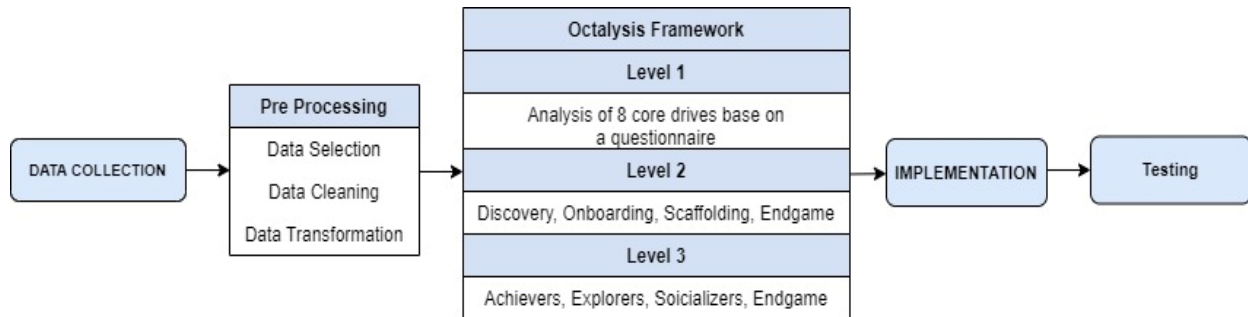 DATA COLLECTION
Pre Processing
Data Selection
Data Cleaning
Data Transformation
Octalysis Framework
Level 1
Analysis of 8 core drives base on
a questionnaire
Level 2
Discovery, Onboarding, Scaffolding, Endgame
Level 3
Achievers, Explorers, Soicializers, Endgame
IMPLEMENTATION
Testing